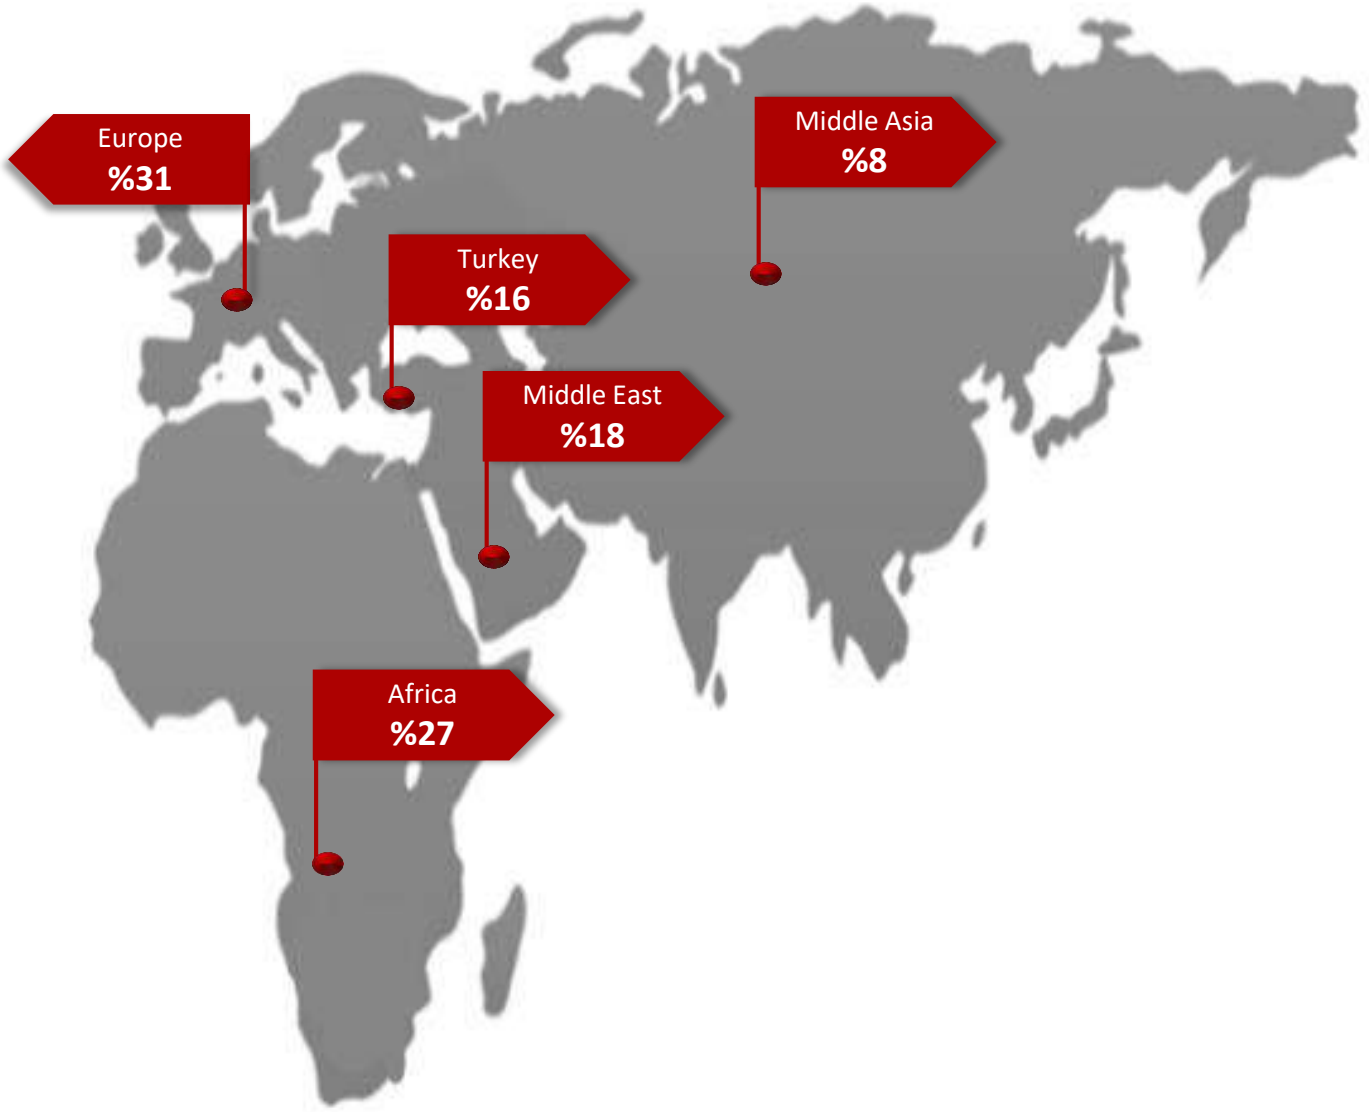 Europe
%31
Middle Asia
%8
Turkey
%16
Middle East
%18
Africa
%27